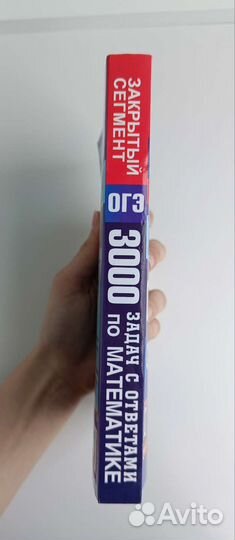 ЗАКРЫТЫЙ
СЕГМЕНТ
ОГЭ
3000
ЗАДАЧ С ОТВЕТАМИ
ПО МАТЕМАТИКЕ
Avito